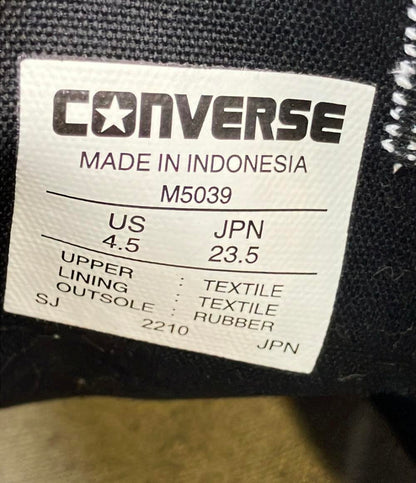 CONVERSE
MADE IN INDONESIA
M5039
US JPN
4.5 23.5
UPPER : TEXTILE
LINING : TEXTILE
OUTSOLE : RUBBER
SJ 2210 JPN